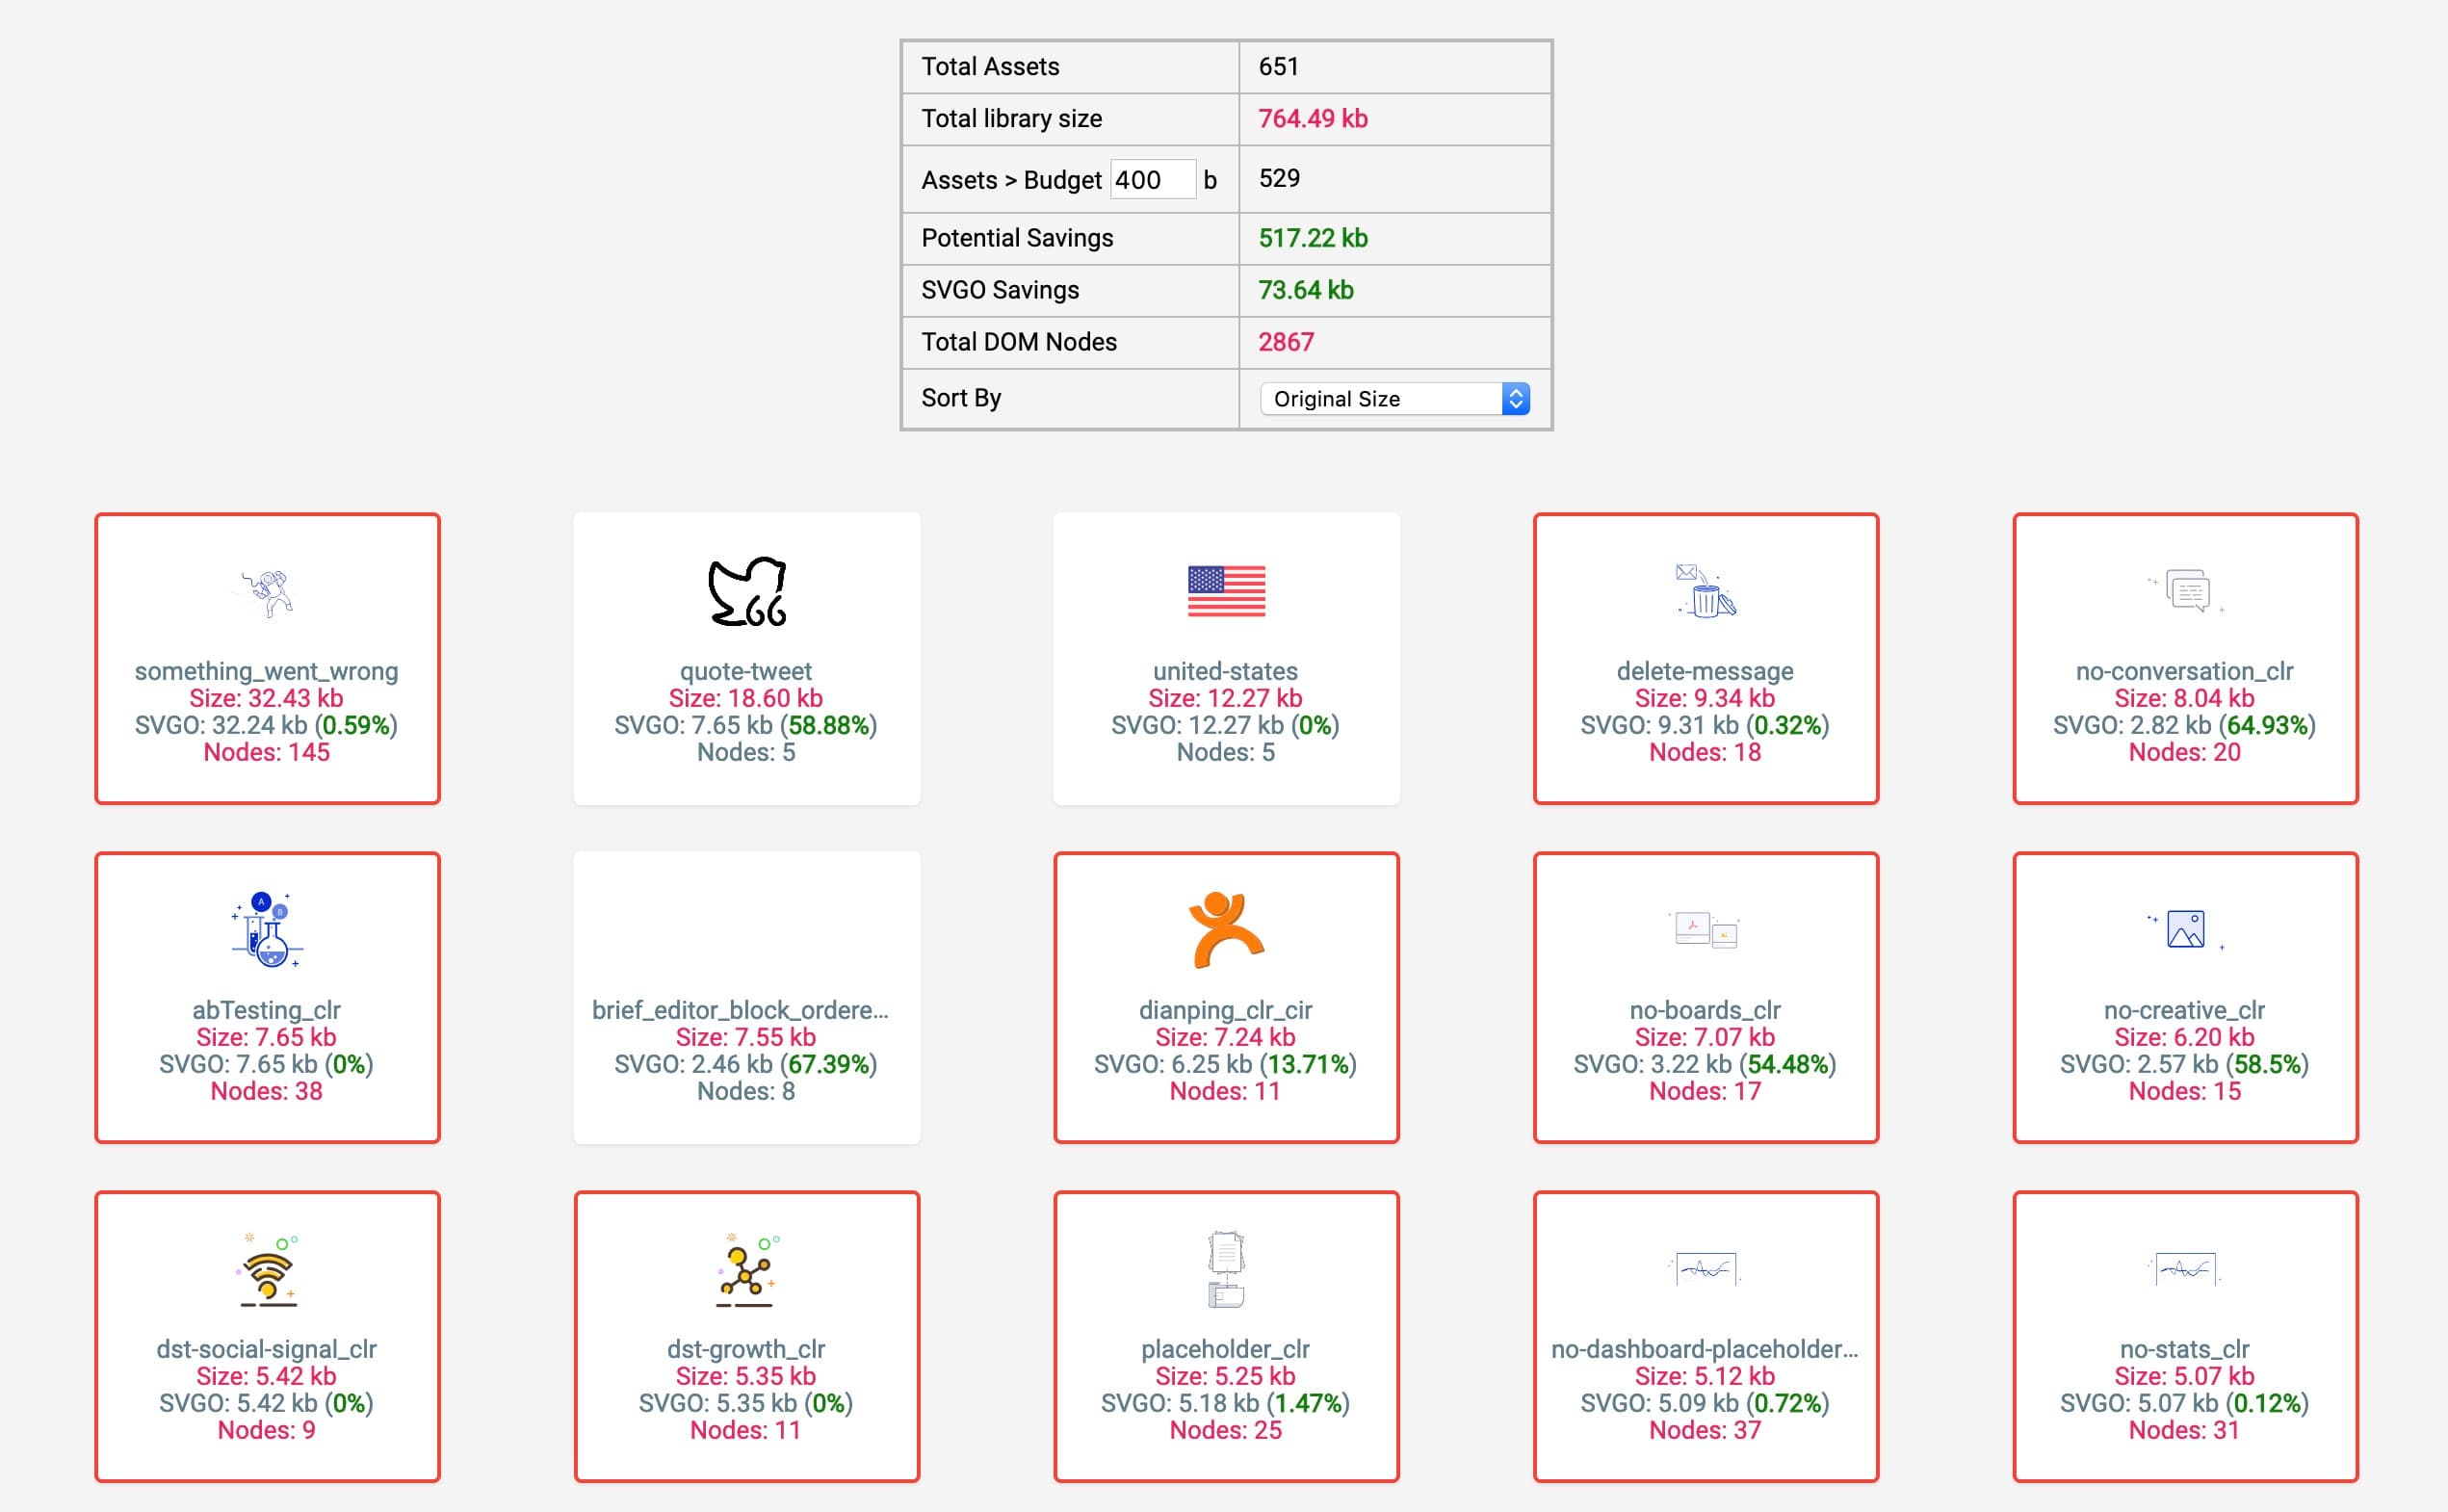 Total Assets 651
Total library size 764.49 kb
Assets > Budget 400 b 529
Potential Savings 517.22 kb
SVGO Savings 73.64 kb
Total DOM Nodes 2867
Sort By Original Size
something_went_wrong
Size: 32.43 kb
SVGO: 32.24 kb (0.59%)
Nodes: 145
quote-tweet
Size: 18.60 kb
SVGO: 7.65 kb (58.88%)
Nodes: 5
united-states
Size: 12.27 kb
SVGO: 12.27 kb (0%)
Nodes: 5
delete-message
Size: 9.34 kb
SVGO: 9.31 kb (0.32%)
Nodes: 18
no-conversation_clr
Size: 8.04 kb
SVGO: 2.82 kb (64.93%)
Nodes: 20
A
B
abTesting_clr
Size: 7.65 kb
SVGO: 7.65 kb (0%)
Nodes: 38
brief_editor_block_ordere...
Size: 7.55 kb
SVGO: 2.46 kb (67.39%)
Nodes: 8
dianping_clr_cir
Size: 7.24 kb
SVGO: 6.25 kb (13.71%)
Nodes: 11
no-boards_clr
Size: 7.07 kb
SVGO: 3.22 kb (54.48%)
Nodes: 17
no-creative_clr
Size: 6.20 kb
SVGO: 2.57 kb (58.5%)
Nodes: 15
dst-social-signal_clr
Size: 5.42 kb
SVGO: 5.42 kb (0%)
Nodes: 9
dst-growth_clr
Size: 5.35 kb
SVGO: 5.35 kb (0%)
Nodes: 11
placeholder_clr
Size: 5.25 kb
SVGO: 5.18 kb (1.47%)
Nodes: 25
no-dashboard-placeholder...
Size: 5.12 kb
SVGO: 5.09 kb (0.72%)
Nodes: 37
no-stats_clr
Size: 5.07 kb
SVGO: 5.07 kb (0.12%)
Nodes: 31